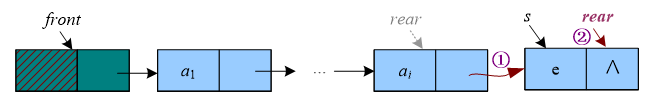 front
rear
s
rear
①
②
a₁
...
aᵢ
e
∧